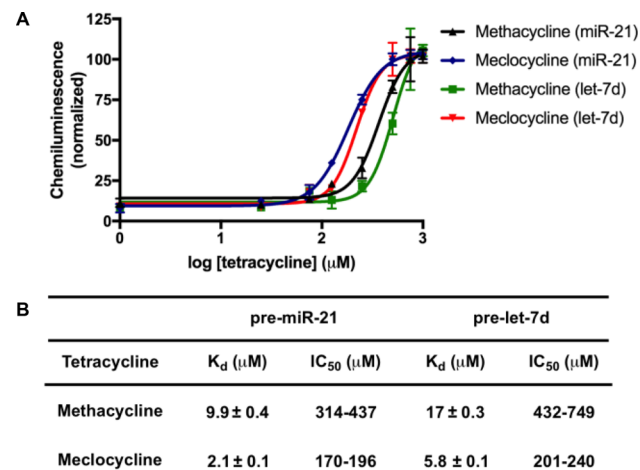 A
Chemiluminescence
(normalized)
125
100
75
50
25
0
0
1
2
3
log [tetracycline] (μM)
Methacycline (miR-21)
Meclocycline (miR-21)
Methacycline (let-7d)
Meclocycline (let-7d)
B
pre-miR-21 pre-let-7d
Tetracycline Kd (μM) IC50 (μM) Kd (μM) IC50 (μM)
Methacycline 9.9 ± 0.4 314-437 17 ± 0.3 432-749
Meclocycline 2.1 ± 0.1 170-196 5.8 ± 0.1 201-240